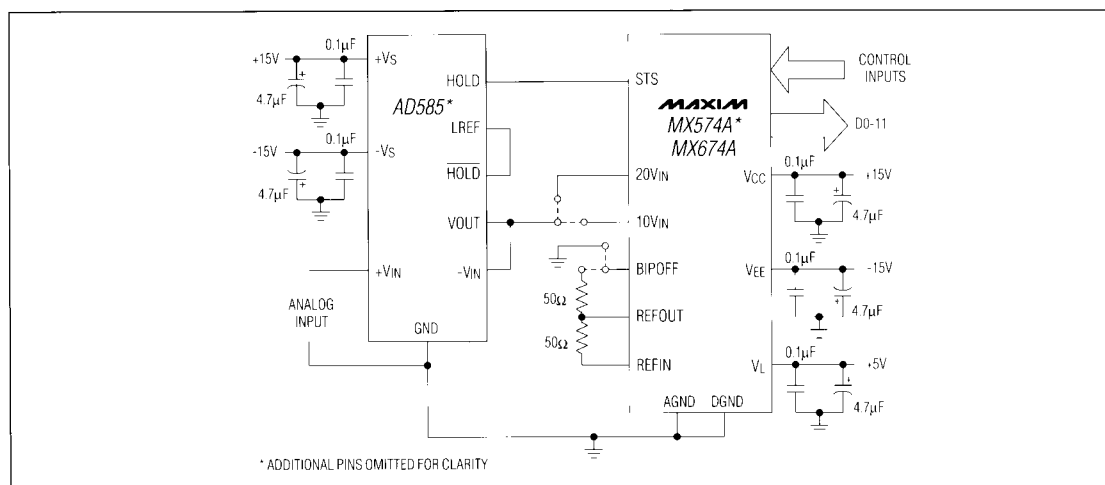 0.1µF
+15V
+VS
4.7µF
HOLD
AD585*
LREF
HOLD
0.1µF
-15V
-VS
4.7µF
VOUT
+VIN
-VIN
ANALOG
INPUT
GND
STS
MAXIM
MX574A*
MX674A
20VIN
10VIN
BIPOFF
50Ω
REFOUT
50Ω
REFIN
AGND
DGND
CONTROL
INPUTS
D0-11
0.1µF
VCC
+15V
4.7µF
0.1µF
VEE
-15V
4.7µF
0.1µF
VL
+5V
4.7µF
* ADDITIONAL PINS OMITTED FOR CLARITY